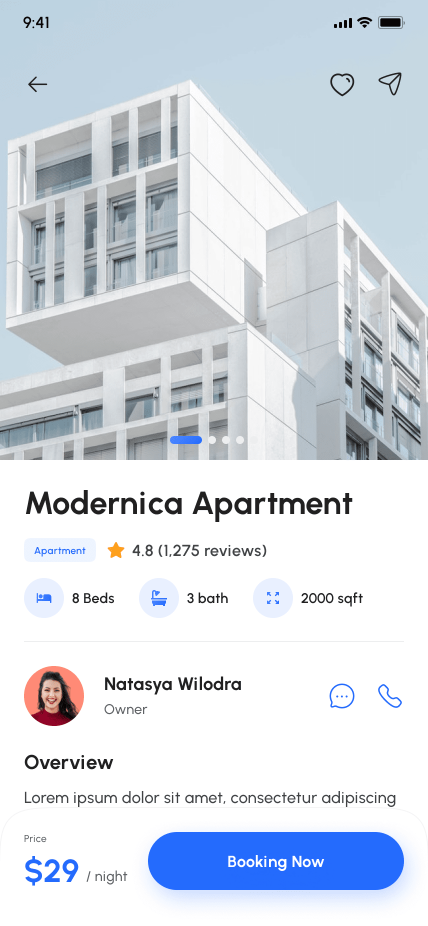 9:41
Modernica Apartment
Apartment
4.8 (1,275 reviews)
8 Beds
3 bath
2000 sqft
Natasya Wilodra
Owner
Overview
Lorem ipsum dolor sit amet, consectetur adipiscing
Price
$29 / night
Booking Now